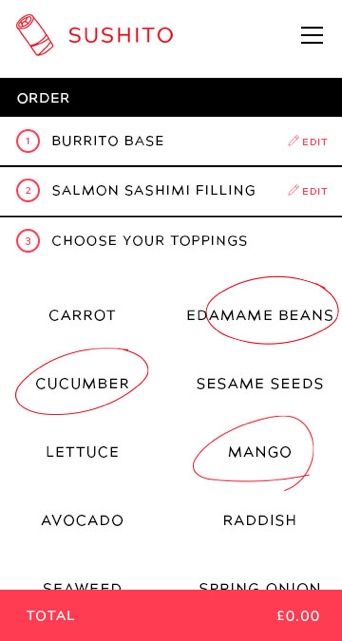 SUSHITO
ORDER
1 BURRITO BASE EDIT
2 SALMON SASHIMI FILLING EDIT
3 CHOOSE YOUR TOPPINGS
CARROT EDAMAME BEANS
CUCUMBER SESAME SEEDS
LETTUCE MANGO
AVOCADO RADDISH
SEAWEED SPRING ONION
TOTAL £0.00